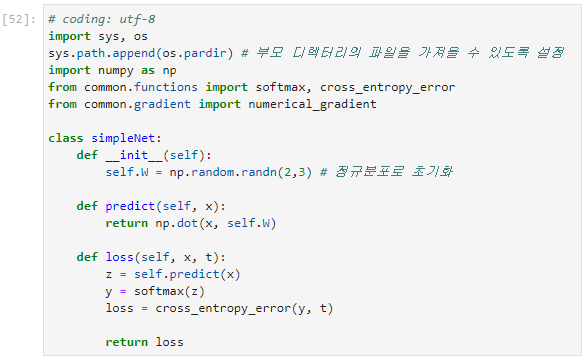 [52]:
# coding: utf-8
import sys, os
sys.path.append(os.pardir) # 부모 디렉터리의 파일을 가져올 수 있도록 설정
import numpy as np
from common.functions import softmax, cross_entropy_error
from common.gradient import numerical_gradient
class simpleNet:
def __init__(self):
self.W = np.random.randn(2,3) # 정규분포로 초기화
def predict(self, x):
return np.dot(x, self.W)
def loss(self, x, t):
z = self.predict(x)
y = softmax(z)
loss = cross_entropy_error(y, t)
return loss